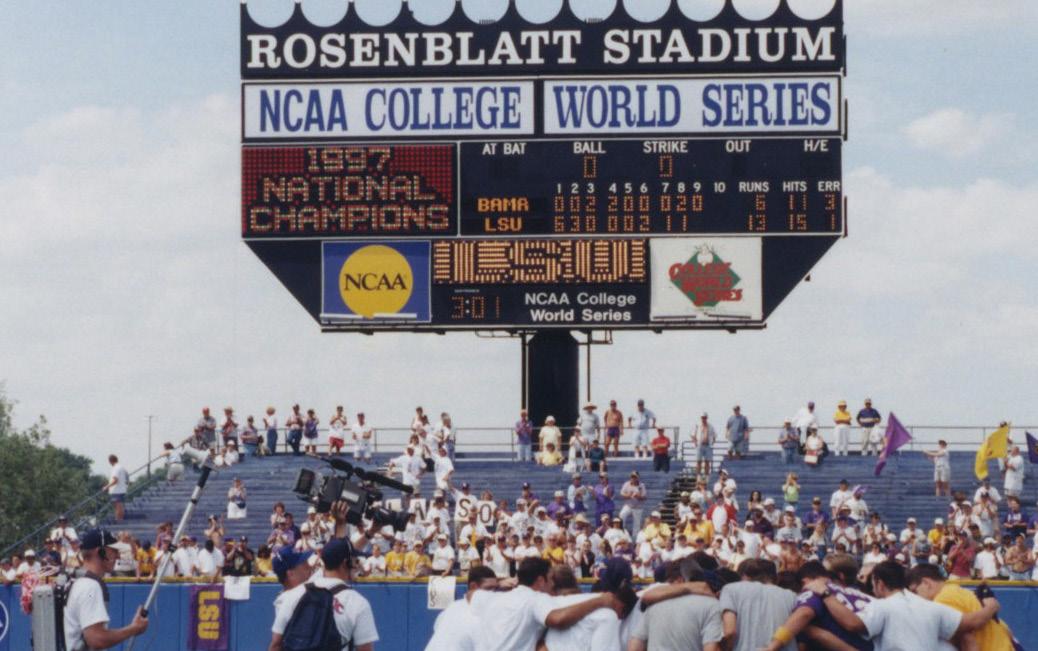 ROSENBLATT STADIUM
NCAA COLLEGE WORLD SERIES
1997
NATIONAL
CHAMPIONS
AT BAT BALL STRIKE OUT H/E
0 0
1 2 3 4 5 6 7 8 9 10 RUNS HITS ERR
BAMA 0 0 2 2 0 0 0 2 0 6 11 3
LSU 6 3 0 0 0 2 1 1 13 15 1
NCAA
LSU
COLLEGE
WORLD
SERIES
3:01
NCAA College
World Series
LSU